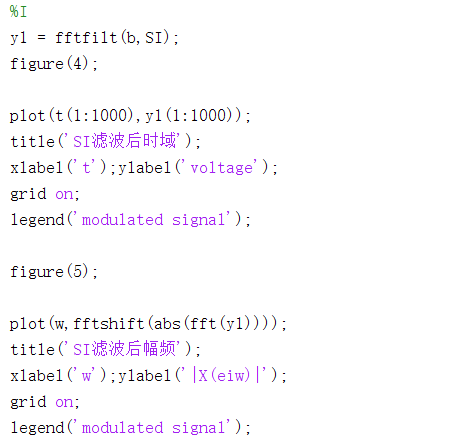 %I
y1 = fftfilt(b,SI);
figure(4);
plot(t(1:1000),y1(1:1000));
title('SI滤波后时域');
xlabel('t');ylabel('voltage');
grid on;
legend('modulated signal');
figure(5);
plot(w,fftshift(abs(fft(y1))));
title('SI滤波后幅频');
xlabel('w');ylabel('|X(eiw)|');
grid on;
legend('modulated signal');